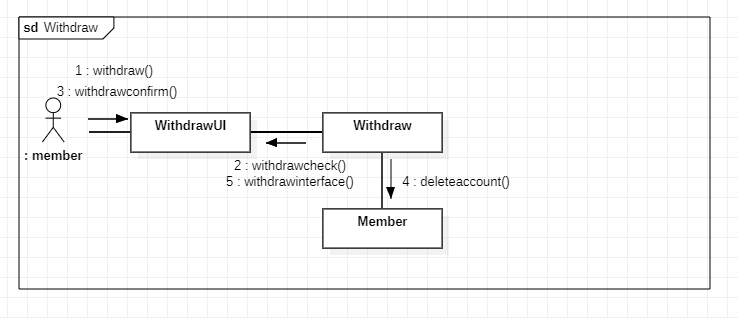 sd Withdraw
1 : withdraw()
3 : withdrawconfirm()
: member
WithdrawUI
Withdraw
2 : withdrawcheck()
5 : withdrawinterface()
4 : deleteaccount()
Member